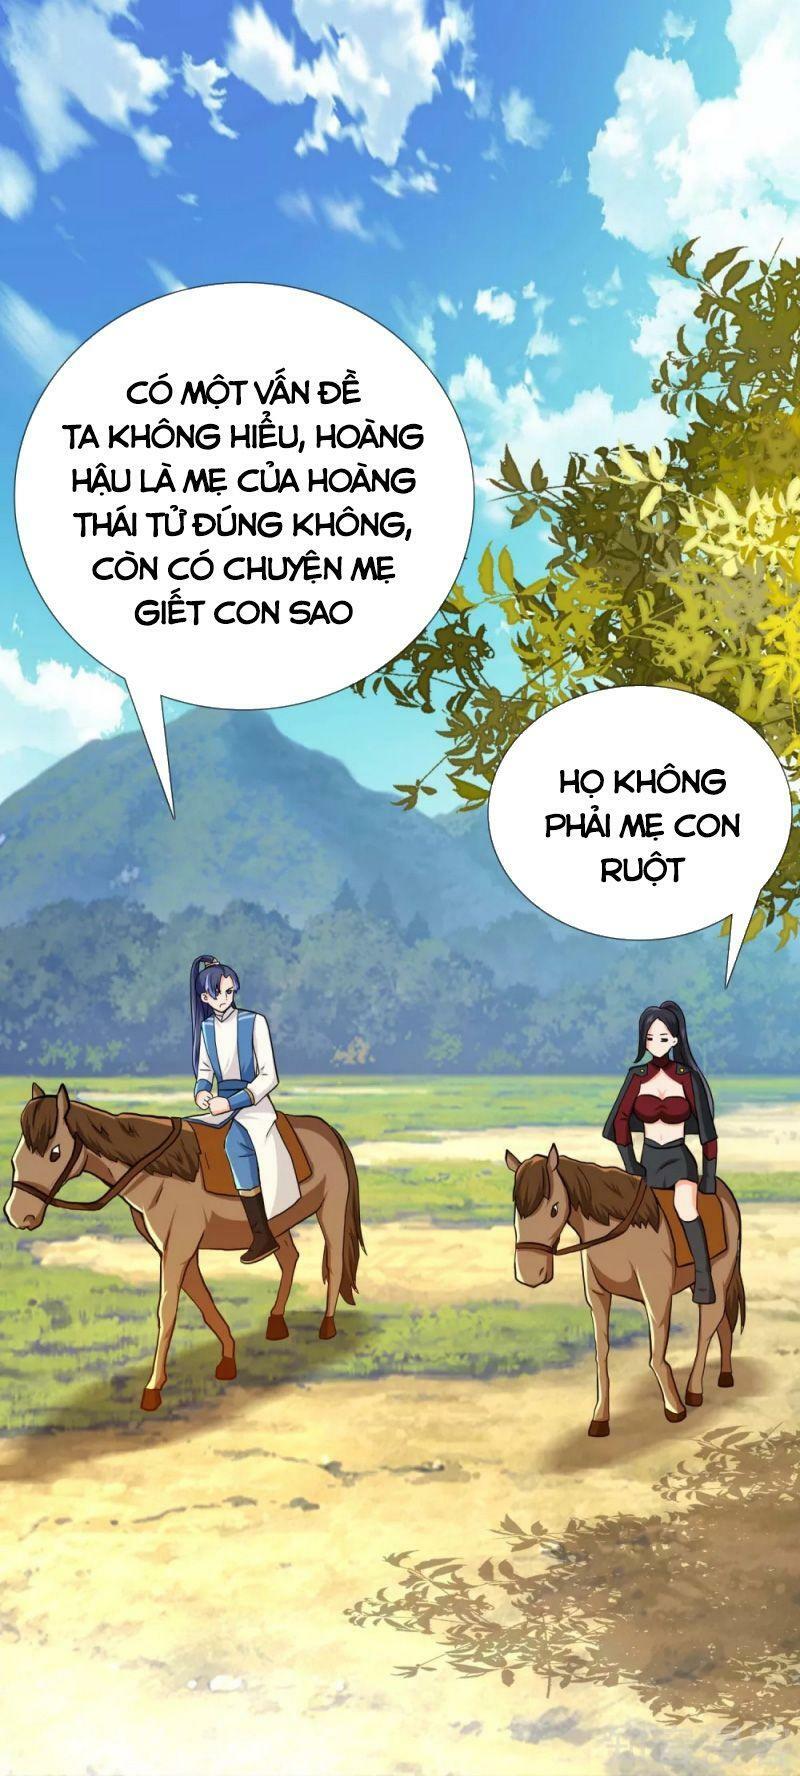 CÓ MỘT VẤN ĐỀ
TA KHÔNG HIỂU, HOÀNG
HẬU LÀ MẸ CỦA HOÀNG
THÁI TỬ ĐÚNG KHÔNG,
CÒN CÓ CHUYỆN MẸ
GIẾT CON SAO
HỌ KHÔNG
PHẢI MẸ CON
RUỘT